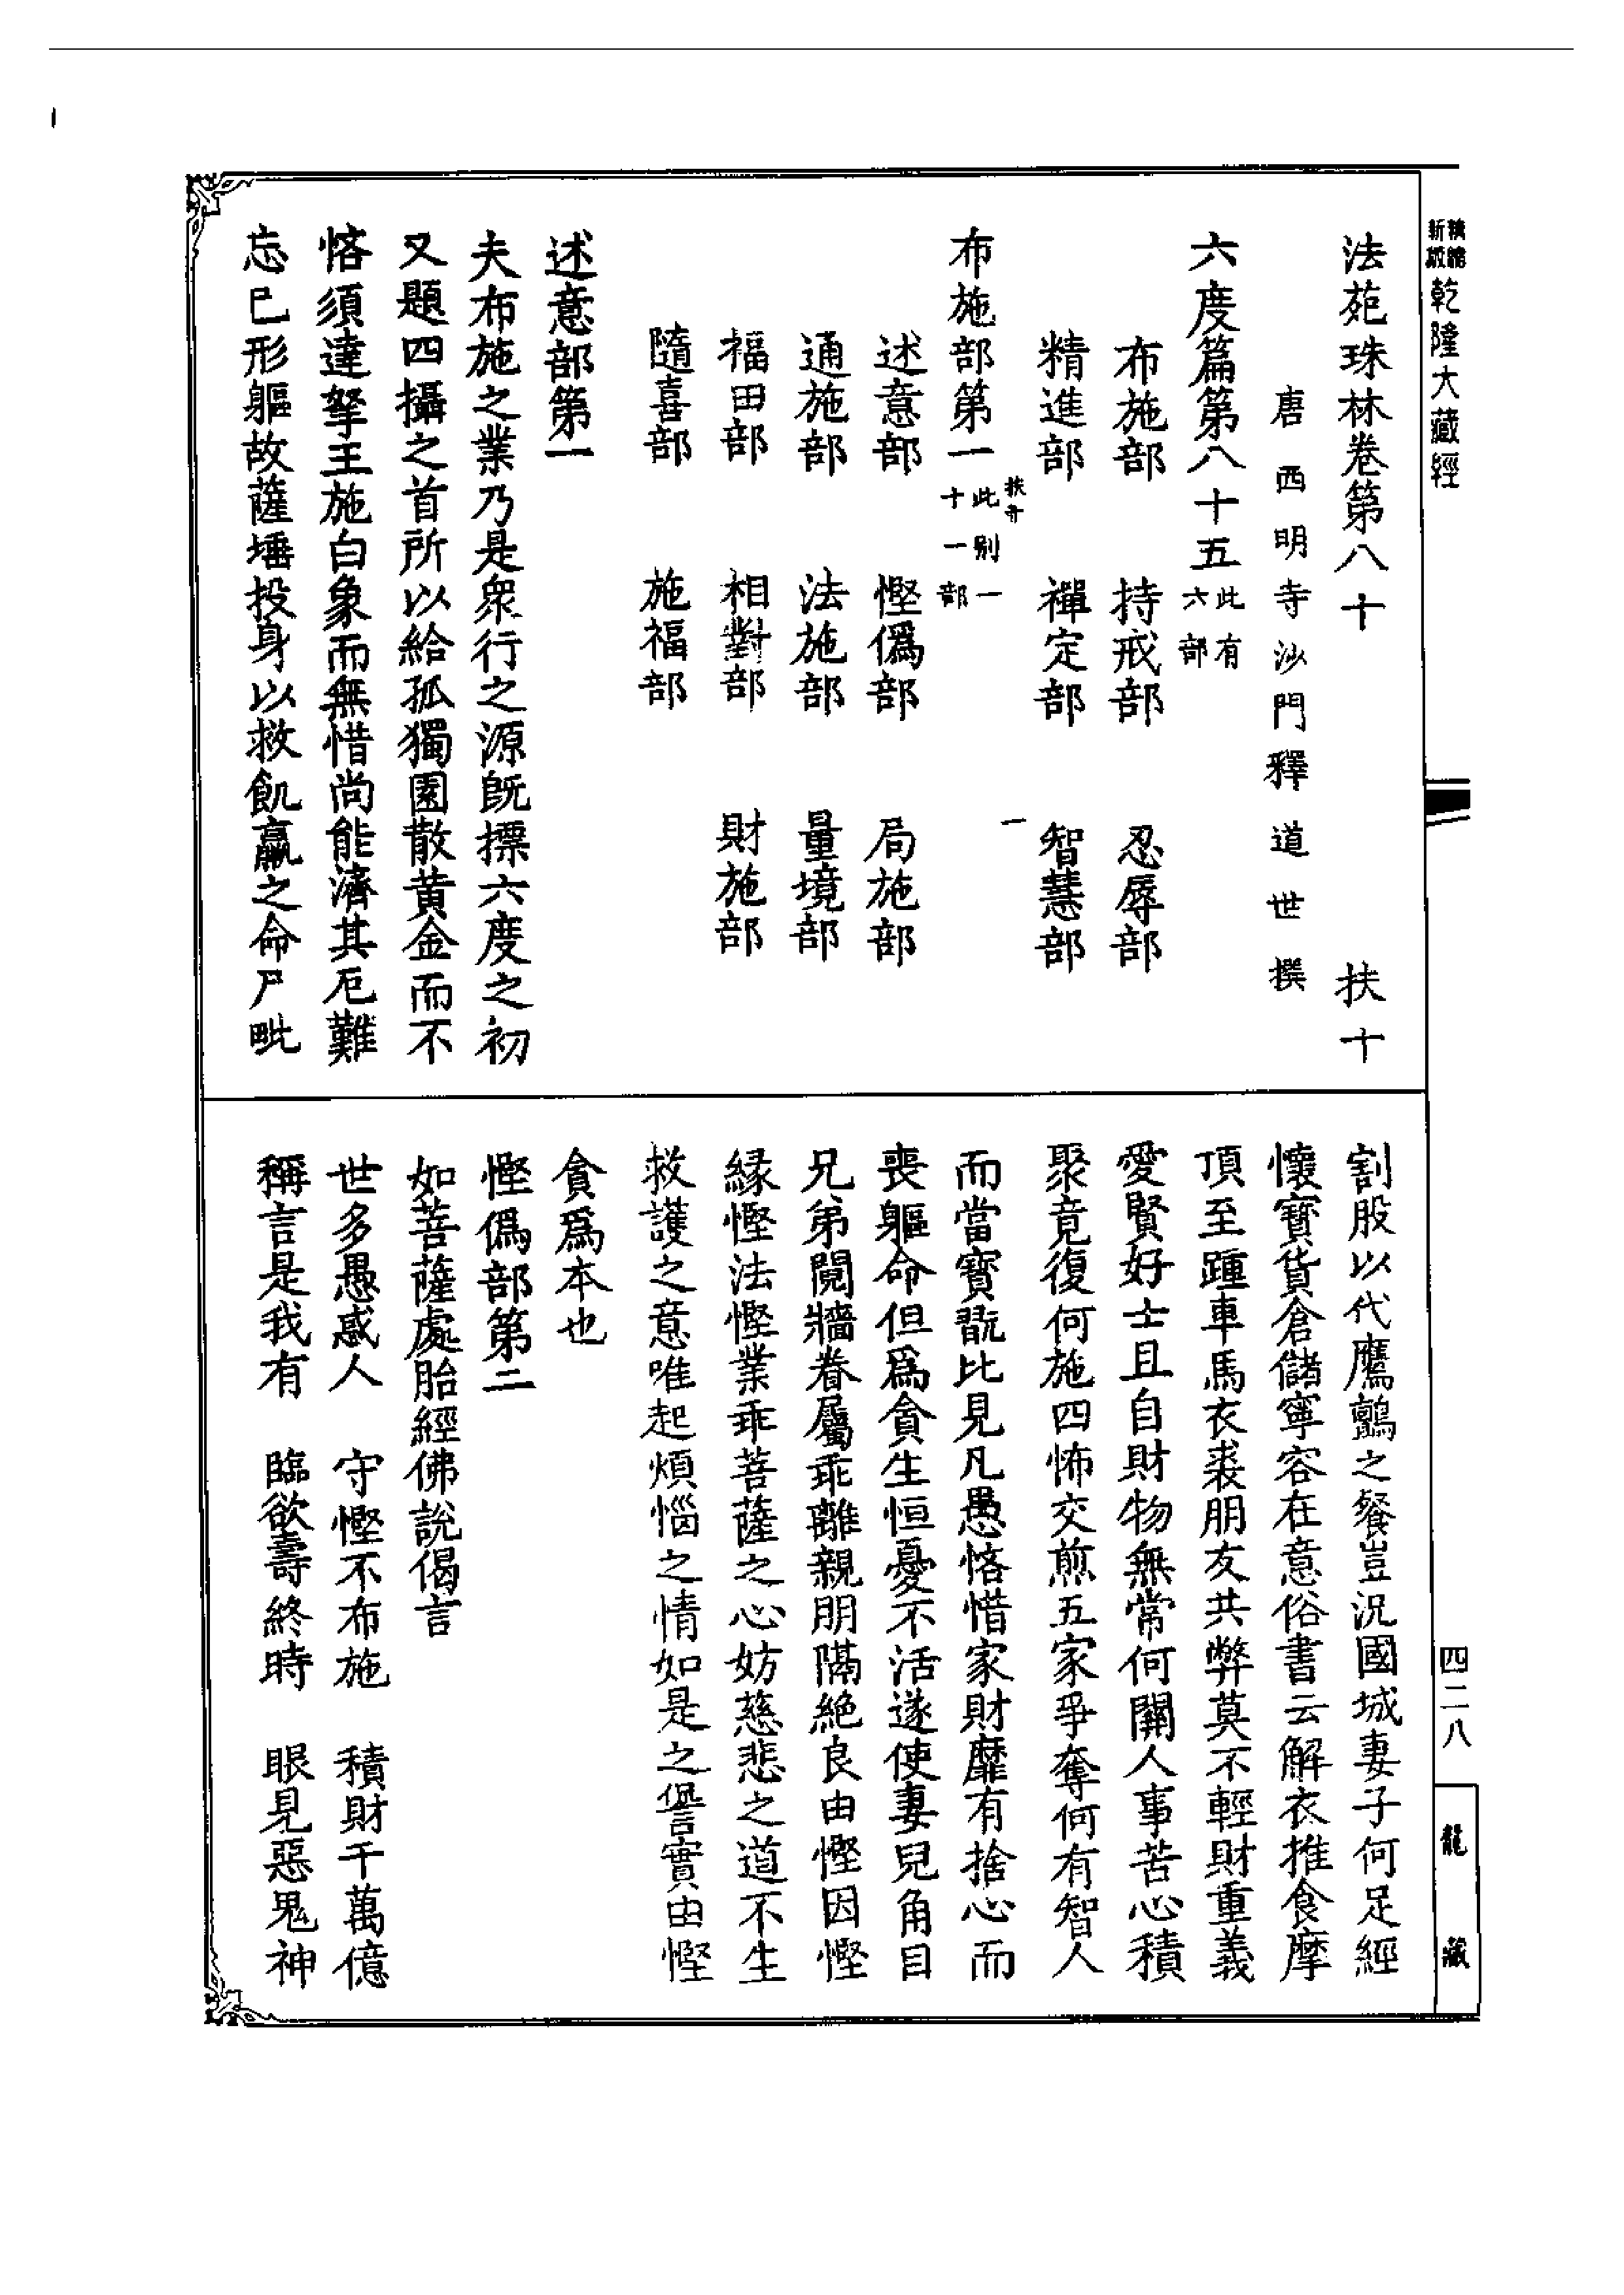 乾隆大藏經
法苑珠林卷第八十 扶十
唐西明寺沙門釋道世撰
六度篇第八十五此有六部
布施部 持戒部 忍辱部
精進部 禪定部 智慧部
一
布施部第一此別一十一部
述意部 慳僞部 局施部
通施部 法施部 量境部
福田部 相對部 財施部
隨喜部 施福部
述意部第一
夫布施之業乃是衆行之源既標六度之初
又題四攝之首所以給孤獨園散黃金而不
悋須達拏王施白象而無惜尚能濟其厄難
忘已形軀故薩埵投身以救飢羸之命尸毗
割股以代鷹鸇之餐豈況國城妻子何足經
懷寶貨倉儲寧容在意俗書云解衣推食摩
頂至踵車馬衣裘朋友共弊莫不輕財重義
愛賢好士且自財物無常何關人事苦心積
聚竟復何施四怖交煎五家爭奪何有智人
而當寶翫比見凡愚悋惜家財靡有捨心而
喪軀命但爲貪生恒憂不活遂使妻兒角目
兄弟鬩牆眷屬乖離親朋隔絶良由慳因慳
緣慳法慳業乖菩薩之心妨慈悲之道不生
救護之意唯起煩惱之情如是之愆實由慳
貪爲本也
慳僞部第二
如菩薩處胎經佛說偈言
世多愚惑人 守慳不布施 積財千萬億
稱言是我有 臨欲壽終時 眼見惡鬼神
四二八
龍藏